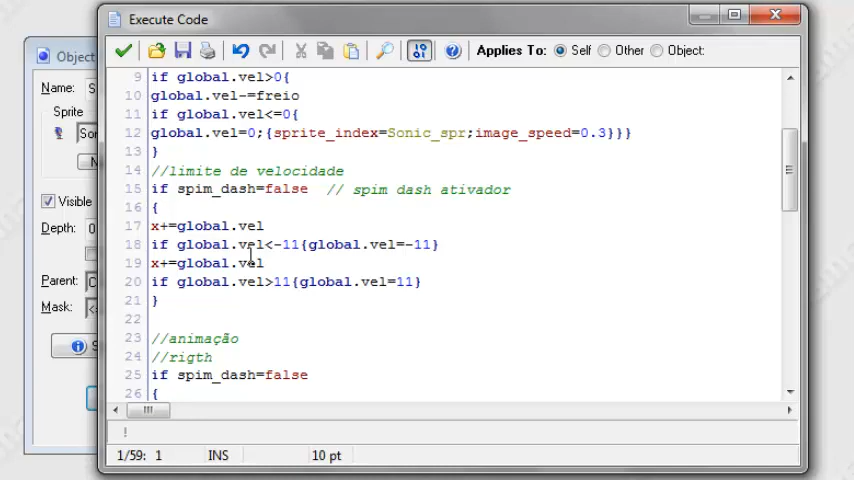 Execute Code
Object
Applies To: Self Other Object:
Name: S
Sprite
Son
N
Visible
Depth: 0
Parent: O
Mask: <
S
9 if global.vel>0{
10 global.vel-=freio
11 if global.vel<=0{
12 global.vel=0;{sprite_index=Sonic_spr;image_speed=0.3}}}
13 }
14 //limite de velocidade
15 if spim_dash=false // spim dash ativador
16 {
17 x+=global.vel
18 if global.vel<-11{global.vel=-11}
19 x+=global.vel
20 if global.vel>11{global.vel=11}
21 }
22
23 //animação
24 //rigth
25 if spim_dash=false
26 {
1/59: 1 INS 10 pt